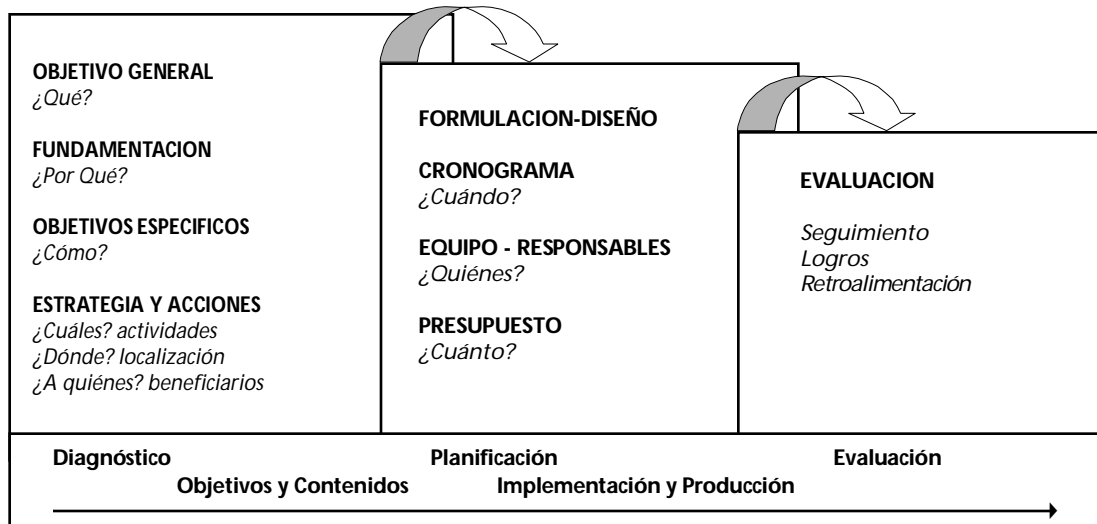 OBJETIVO GENERAL
¿Qué?
FUNDAMENTACION
¿Por Qué?
OBJETIVOS ESPECIFICOS
¿Cómo?
ESTRATEGIA Y ACCIONES
¿Cuáles? actividades
¿Dónde? localización
¿A quiénes? beneficiarios
FORMULACION-DISEÑO
CRONOGRAMA
¿Cuándo?
EQUIPO - RESPONSABLES
¿Quiénes?
PRESUPUESTO
¿Cuánto?
EVALUACION
Seguimiento
Logros
Retroalimentación
Diagnóstico
Planificación
Evaluación
Objetivos y Contenidos
Implementación y Producción